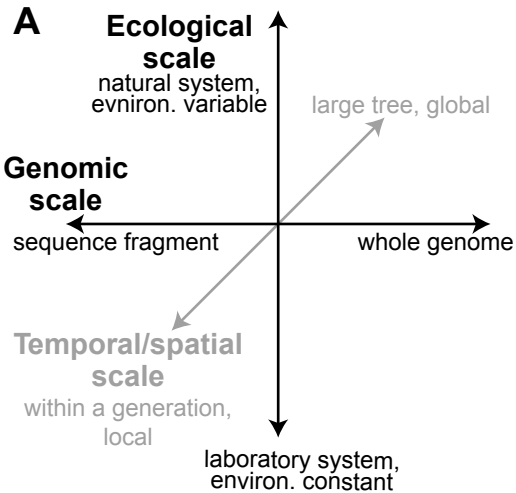 A
Ecological
scale
natural system,
evniron. variable
large tree, global
Genomic
scale
sequence fragment
whole genome
Temporal/spatial
scale
within a generation,
local
laboratory system,
environ. constant